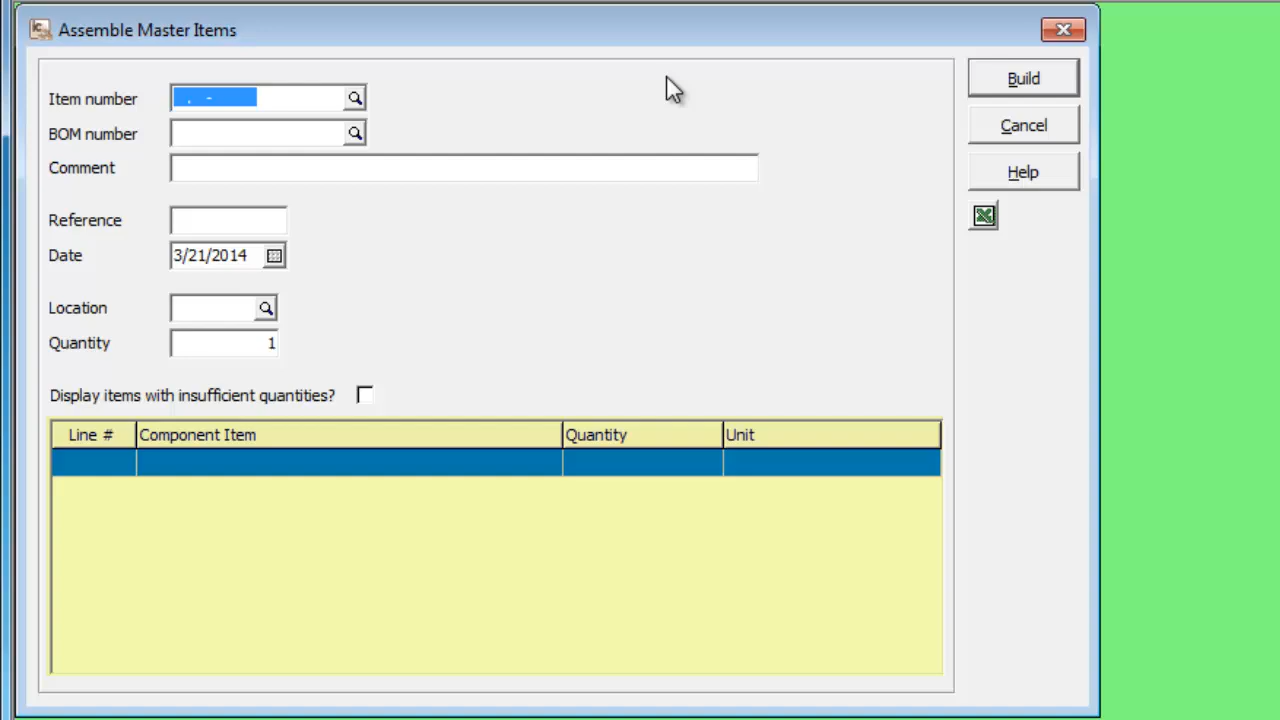 Assemble Master Items
Item number . -
Build
BOM number
Cancel
Comment
Help
Reference
Date 3/21/2014
Location
Quantity 1
Display items with insufficient quantities?
Line # Component Item Quantity Unit